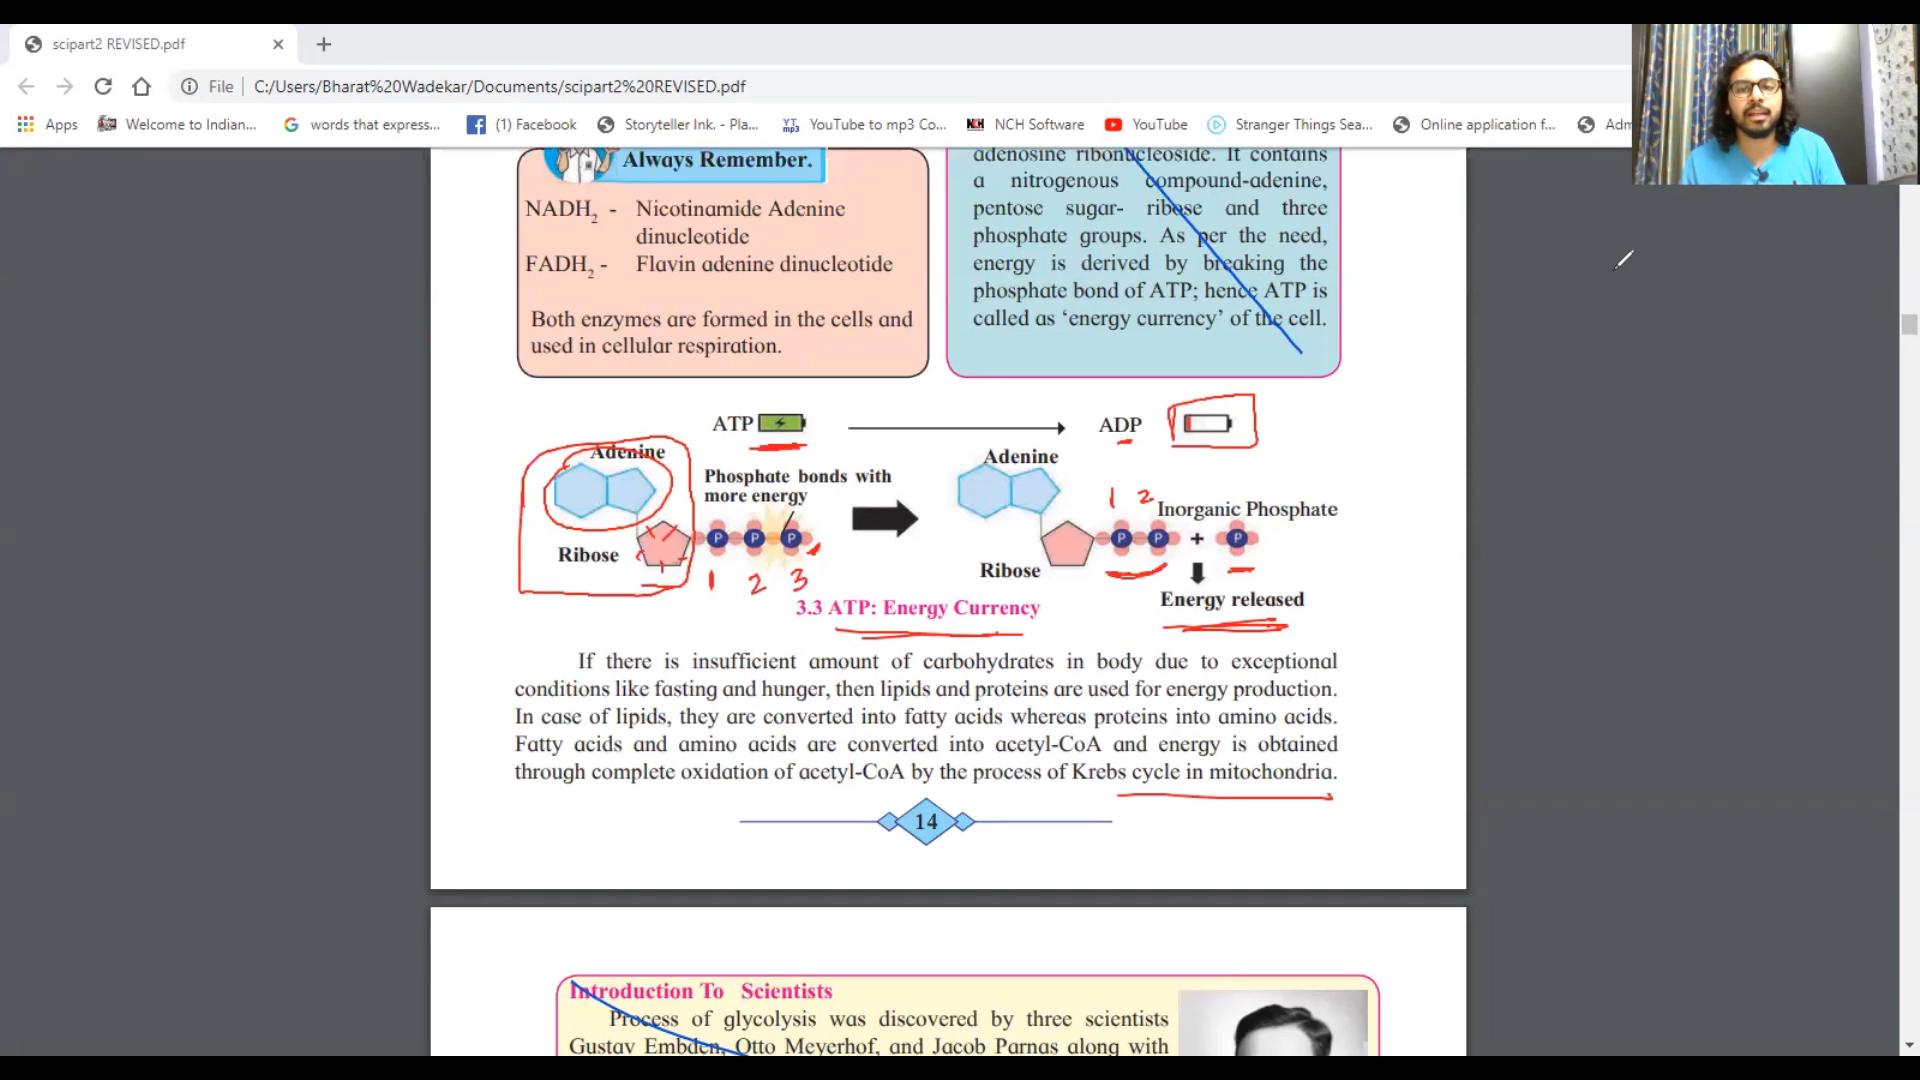 scipart2 REVISED.pdf
File C:/Users/Bharat%20Wadekar/Documents/scipart2%20REVISED.pdf
Apps Welcome to Indian... words that express... (1) Facebook Storyteller Ink. - Pla... YouTube to mp3 Co... NCH Software YouTube Stranger Things Sea... Online application f... Adm
Always Remember.
NADH2 - Nicotinamide Adenine
dinucleotide
FADH2 - Flavin adenine dinucleotide
Both enzymes are formed in the cells and
used in cellular respiration.
adenosine ribonucleoside. It contains
a nitrogenous compound-adenine,
pentose sugar- ribose and three
phosphate groups. As per the need,
energy is derived by breaking the
phosphate bond of ATP; hence ATP is
called as ‘energy currency’ of the cell.
ATP ADP
Adenine
Phosphate bonds with
more energy
Ribose
P P P
1 2 3
Adenine
1 2
Inorganic Phosphate
P P + P
Ribose
Energy released
3.3 ATP: Energy Currency
If there is insufficient amount of carbohydrates in body due to exceptional
conditions like fasting and hunger, then lipids and proteins are used for energy production.
In case of lipids, they are converted into fatty acids whereas proteins into amino acids.
Fatty acids and amino acids are converted into acetyl-CoA and energy is obtained
through complete oxidation of acetyl-CoA by the process of Krebs cycle in mitochondria.
14
Introduction To Scientists
Process of glycolysis was discovered by three scientists
Gustav Embden, Otto Meyerhof, and Jacob Parnas along with